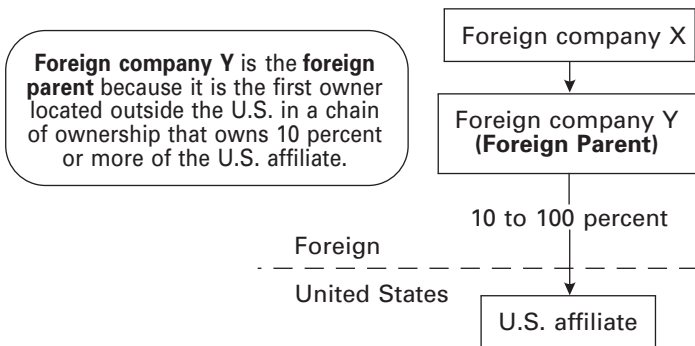 Foreign company Y is the foreign
parent because it is the first owner
located outside the U.S. in a chain
of ownership that owns 10 percent
or more of the U.S. affiliate.
Foreign company X
Foreign company Y
(Foreign Parent)
10 to 100 percent
Foreign
United States
U.S. affiliate